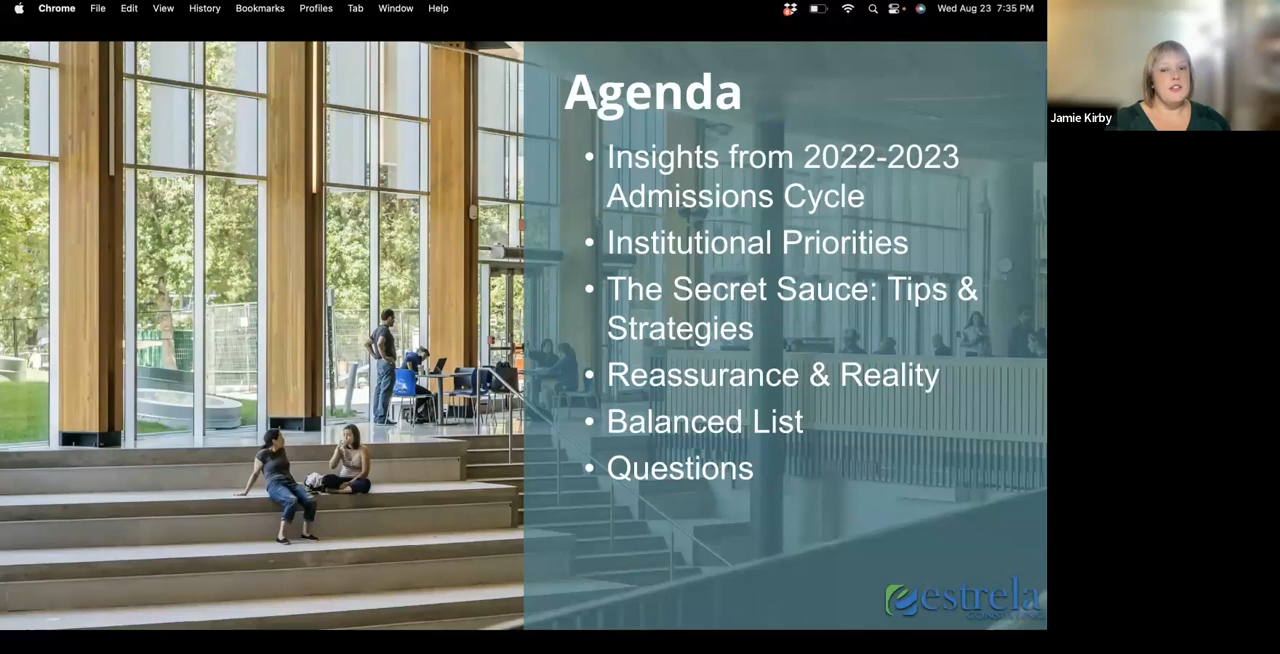 Chrome File Edit View History Bookmarks Profiles Tab Window Help
Wed Aug 23 7:35 PM
Jamie Kirby
Agenda
• Insights from 2022-2023
Admissions Cycle
• Institutional Priorities
• The Secret Sauce: Tips &
Strategies
• Reassurance & Reality
• Balanced List
• Questions
estrela
CONSULTING